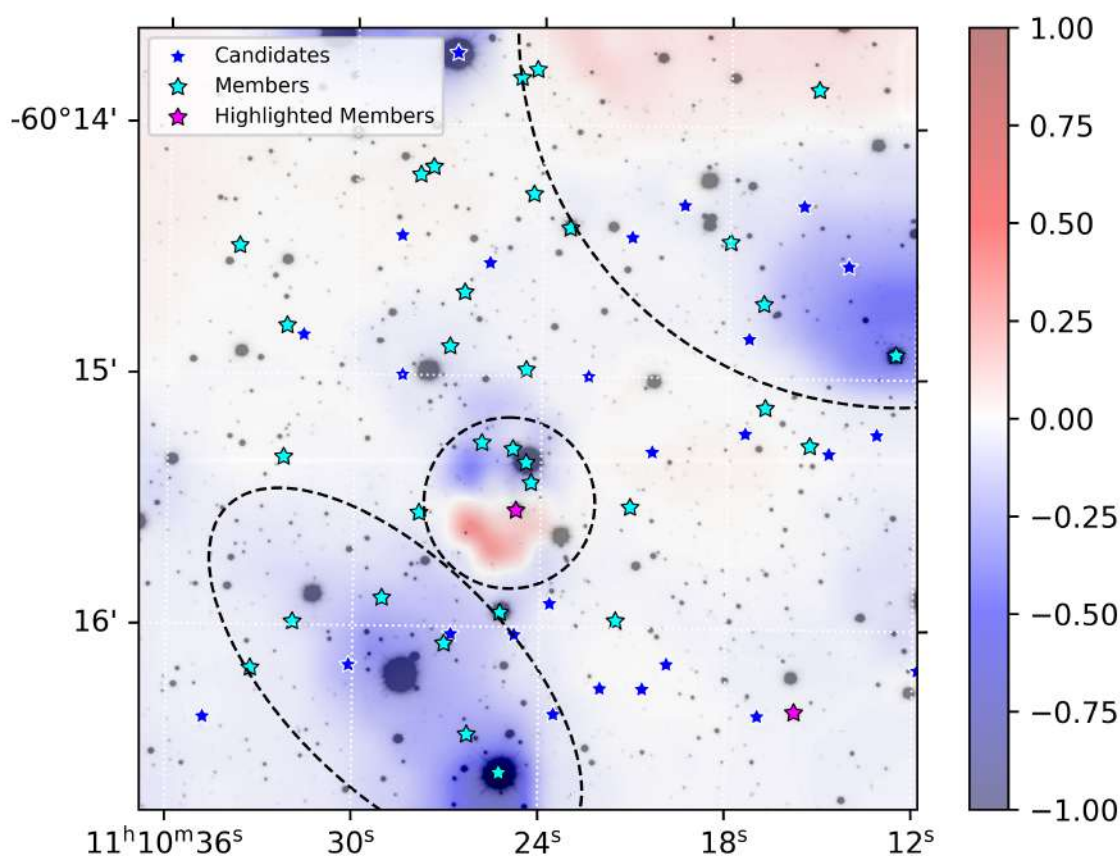 Candidates
Members
Highlighted Members
-60°14'
15'
16'
11ʰ10ᵐ36ˢ
30ˢ
24ˢ
18ˢ
12ˢ
1.00
0.75
0.50
0.25
0.00
−0.25
−0.50
−0.75
−1.00